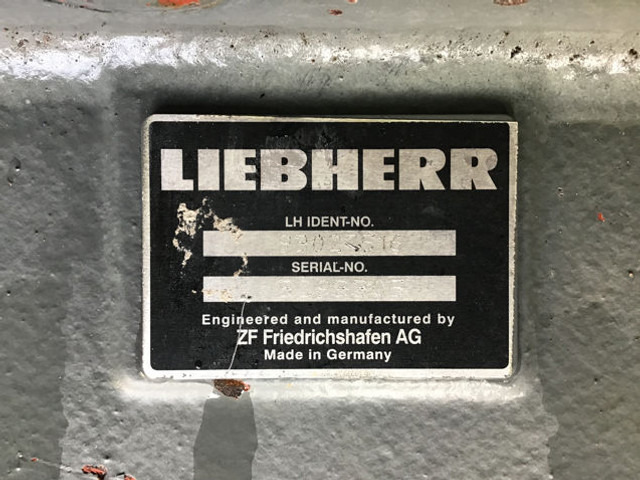 LIEBHERR
LH IDENT-NO.
SERIAL-NO.
Engineered and manufactured by
ZF Friedrichshafen AG
Made in Germany